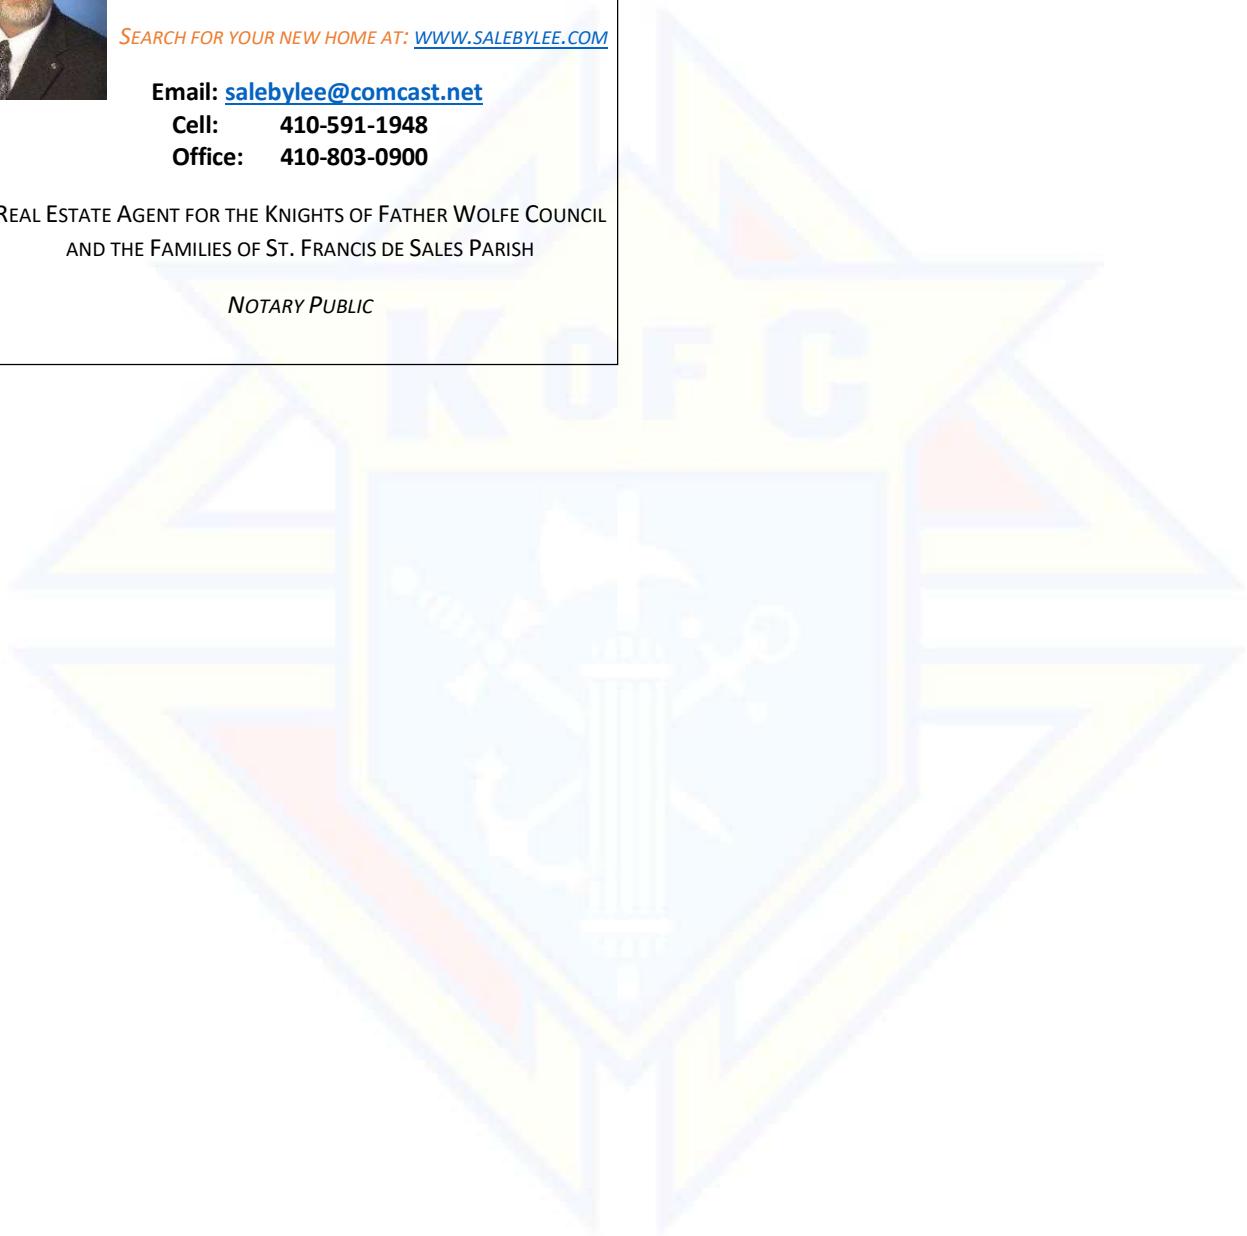 SEARCH FOR YOUR NEW HOME AT: WWW.SALEBYLEE.COM
Email: salebylee@comcast.net
Cell: 410-591-1948
Office: 410-803-0900
REAL ESTATE AGENT FOR THE KNIGHTS OF FATHER WOLFE COUNCIL
AND THE FAMILIES OF ST. FRANCIS DE SALES PARISH
NOTARY PUBLIC
K OF C